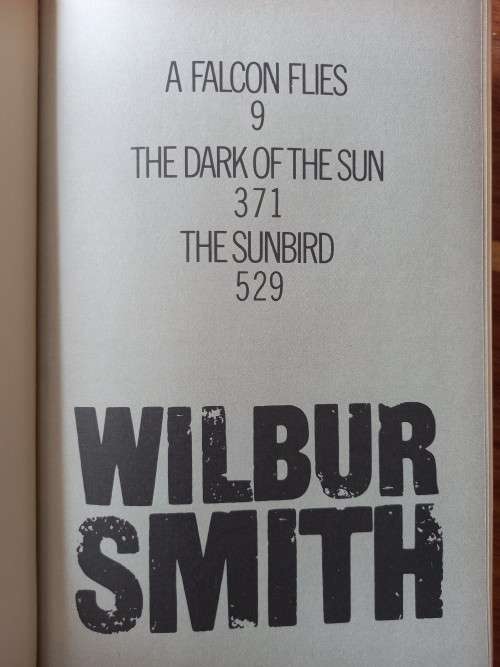 A FALCON FLIES
9
THE DARK OF THE SUN
371
THE SUNBIRD
529
WILBUR
SMITH